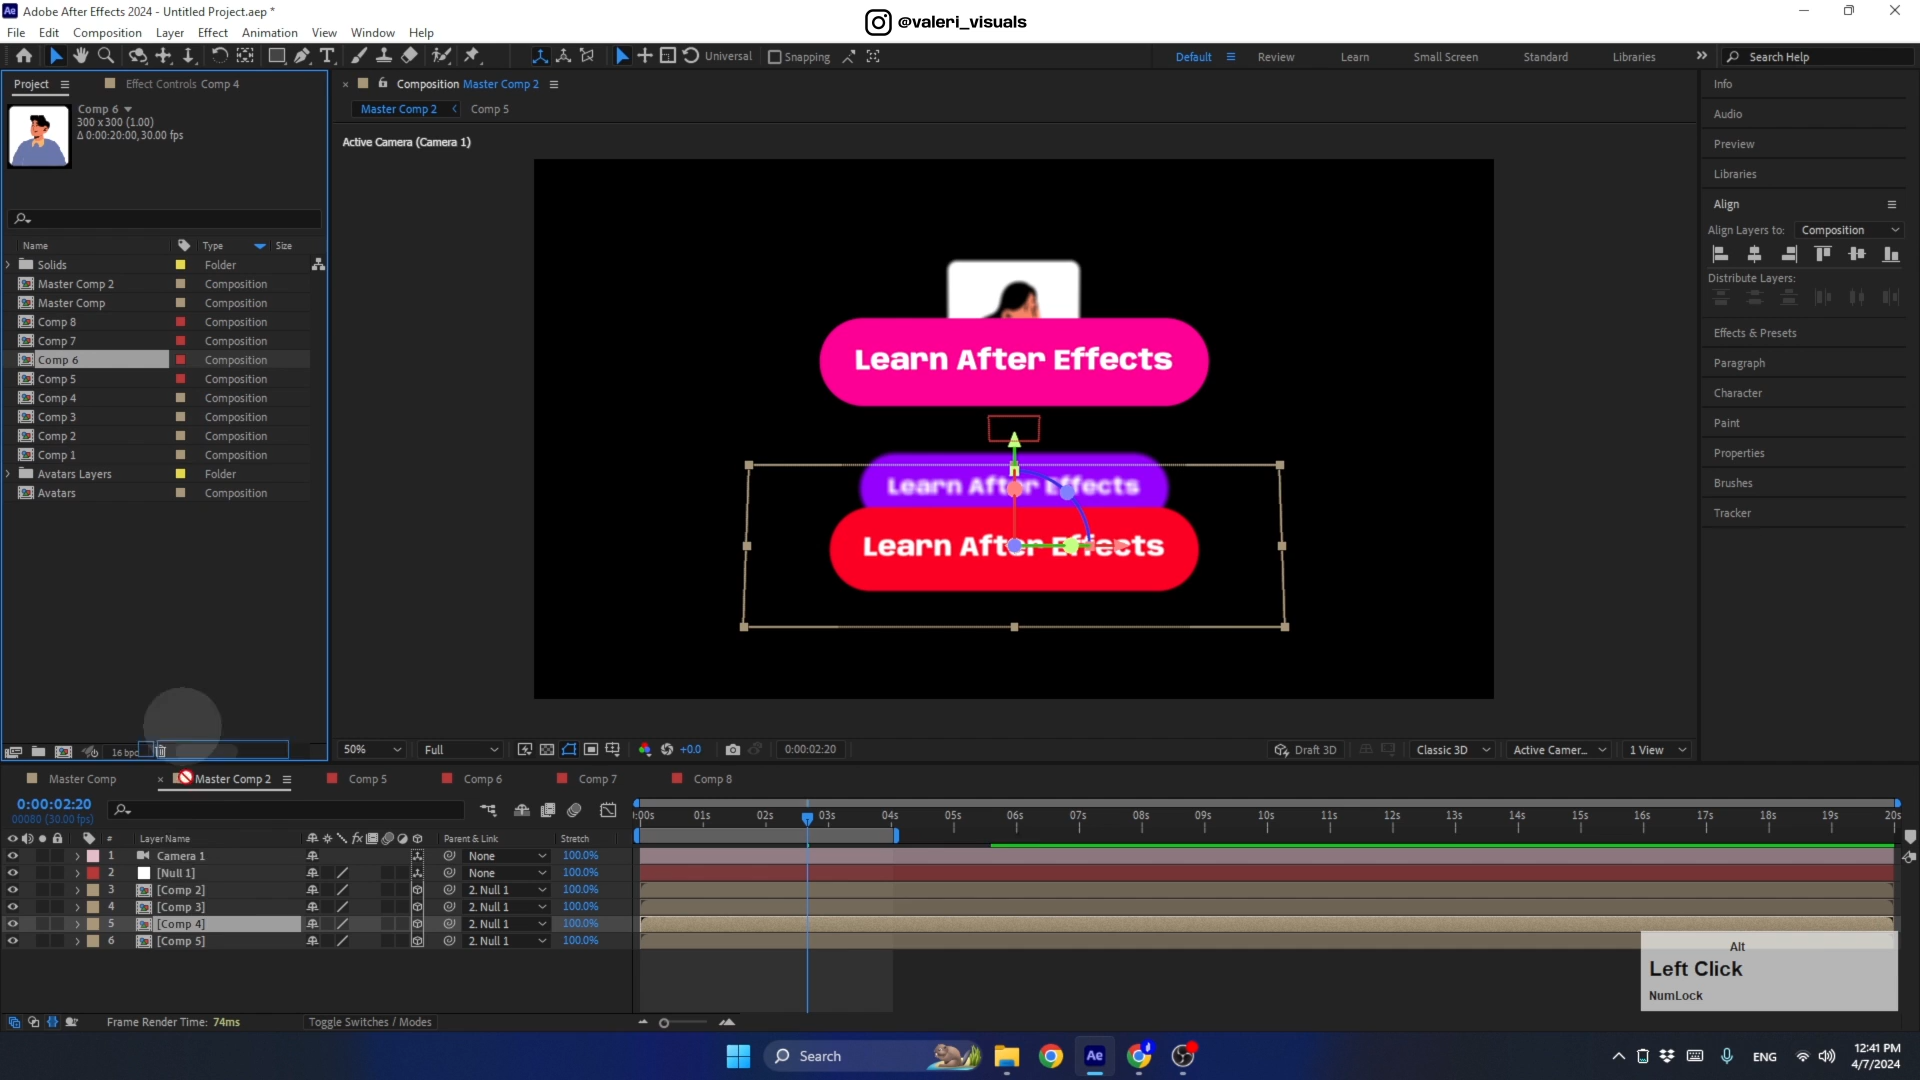 Adobe After Effects 2024 - Untitled Project.aep *
@valeri_visuals
File Edit Composition Layer Effect Animation View Window Help
Universal Snapping Default Review Learn Small Screen Standard Libraries Search Help
Project Effect Controls Comp 4
Comp 6
300 x 300 (1.00)
Δ 0:00:20:00, 30.00 fps
Composition Master Comp 2
Master Comp 2 Comp 5
Active Camera (Camera 1)
Name Type Size
Solids Folder
Master Comp 2 Composition
Master Comp Composition
Comp 8 Composition
Comp 7 Composition
Comp 6 Composition
Comp 5 Composition
Comp 4 Composition
Comp 3 Composition
Comp 2 Composition
Comp 1 Composition
Avatars Layers Folder
Avatars Composition
Learn After Effects
Learn After Effects
Learn After Effects
Info
Audio
Preview
Libraries
Align
Align Layers to: Composition
Distribute Layers:
Effects & Presets
Paragraph
Character
Paint
Properties
Brushes
Tracker
16 bpc
50% Full +0.0 0:00:02:20 Draft 3D Classic 3D Active Camer... 1 View
Master Comp Master Comp 2 Comp 5 Comp 6 Comp 7 Comp 8
0:00:02:20
00080 (30.00 fps)
:00s 01s 02s 03s 04s 05s 06s 07s 08s 09s 10s 11s 12s 13s 14s 15s 16s 17s 18s 19s 20s
# Layer Name fx Parent & Link Stretch
1 Camera 1 None 100.0%
2 [Null 1] None 100.0%
3 [Comp 2] 2. Null 1 100.0%
4 [Comp 3] 2. Null 1 100.0%
5 [Comp 4] 2. Null 1 100.0%
6 [Comp 5] 2. Null 1 100.0%
Alt
Left Click
NumLock
Frame Render Time: 74ms Toggle Switches / Modes
Search
Ae
ENG
12:41 PM
4/7/2024